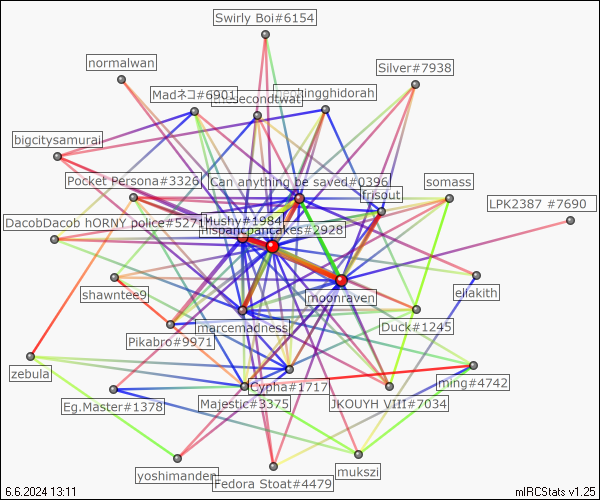 Swirly Boi#6154
normalwan
Silver#7938
Madネコ#6901
thesecondtwat
mechingghidorah
bigcitysamurai
Pocket Persona#3326
Can anything be saved#0396
frisout
somass
LPK2387 #7690
DacobDacob hORNY police#5271
Mushy#1984
HispanicPancakes#2928
shawntee9
moonraven
eliakith
Pikabro#9971
marcemadness
Duck#1245
zebula
Cypha#1717
ming#4742
Eg.Master#1378
Majestic#3375
JKOUYH VIII#7034
yoshimanden
Fedora Stoat#4479
mukszi
6.6.2024 13:11
mIRCStats v1.25